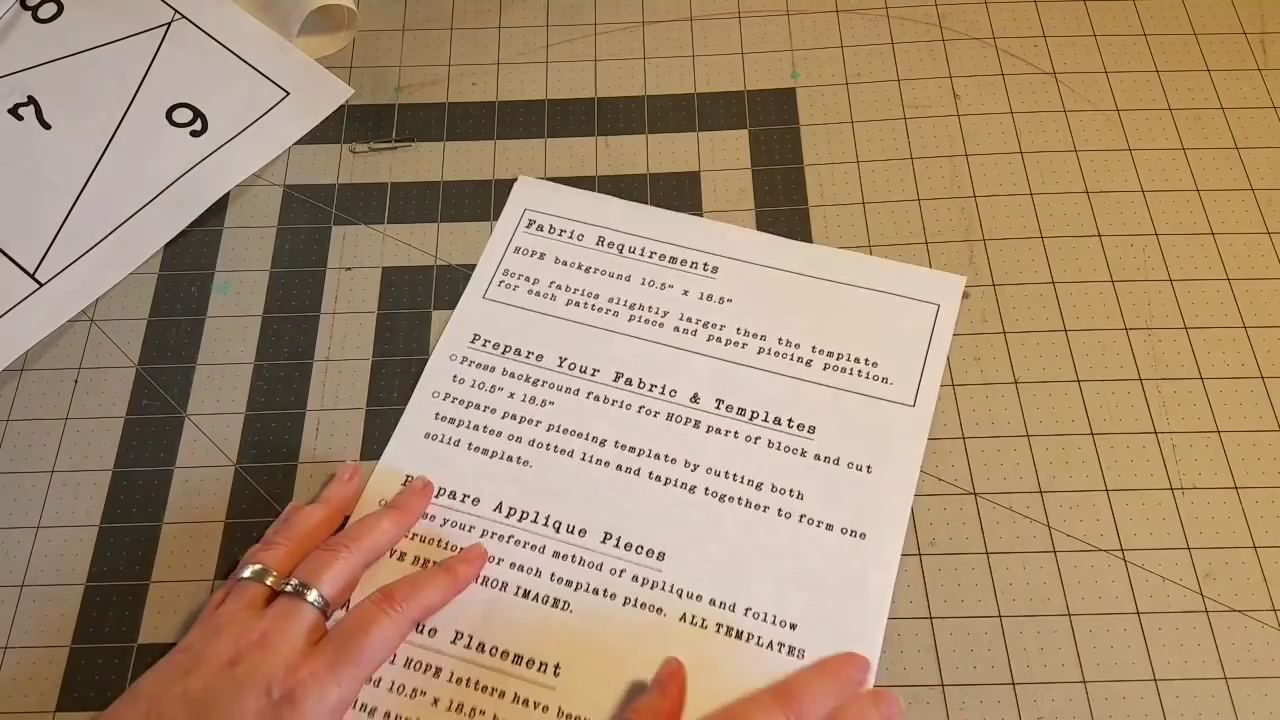 8
7
9
Fabric Requirements
HOPE background 10.5" x 18.5"
Scrap fabrics slightly larger then the template
for each pattern piece and paper piecing position.
Prepare Your Fabric & Templates
Press background fabric for HOPE part of block and cut
to 10.5" x 18.5"
Prepare paper pieceing template by cutting both
templates on dotted line and taping together to form one
solid template.
Prepare Applique Pieces
your prefered method of applique and follow
for each template piece. ALL TEMPLATES
IMAGED.
Placement
HOPE letters have
10.5" x 18.5"